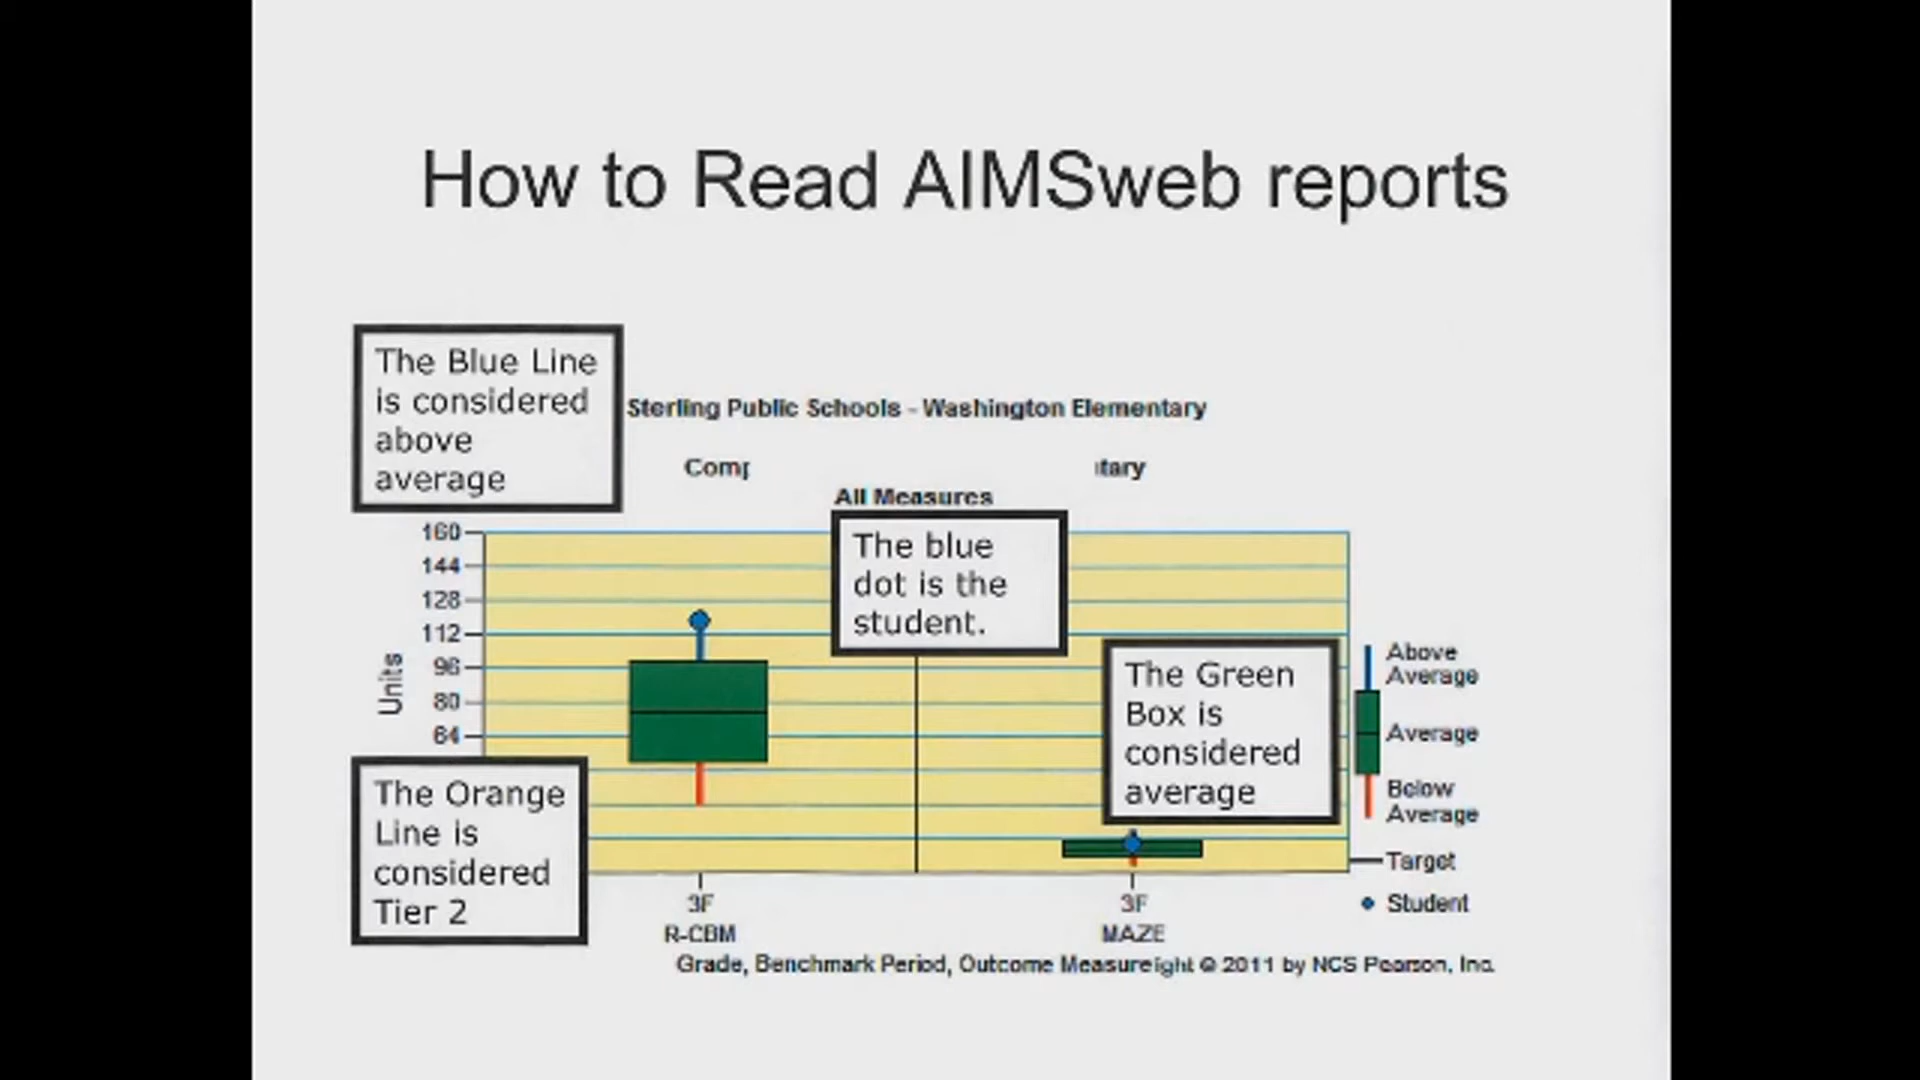 How to Read AIMSweb reports
The Blue Line
is considered
above
average
Sterling Public Schools - Washington Elementary
Comp
tary
All Measures
The blue
dot is the
student.
160
144
128
112
96
80
64
Units
The Green
Box is
considered
average
Above
Average
Average
Below
Average
Target
Student
The Orange
Line is
considered
Tier 2
3F
R-CBM
3F
MAZE
Grade, Benchmark Period, Outcome Measureight © 2011 by NCS Pearson, Inc.